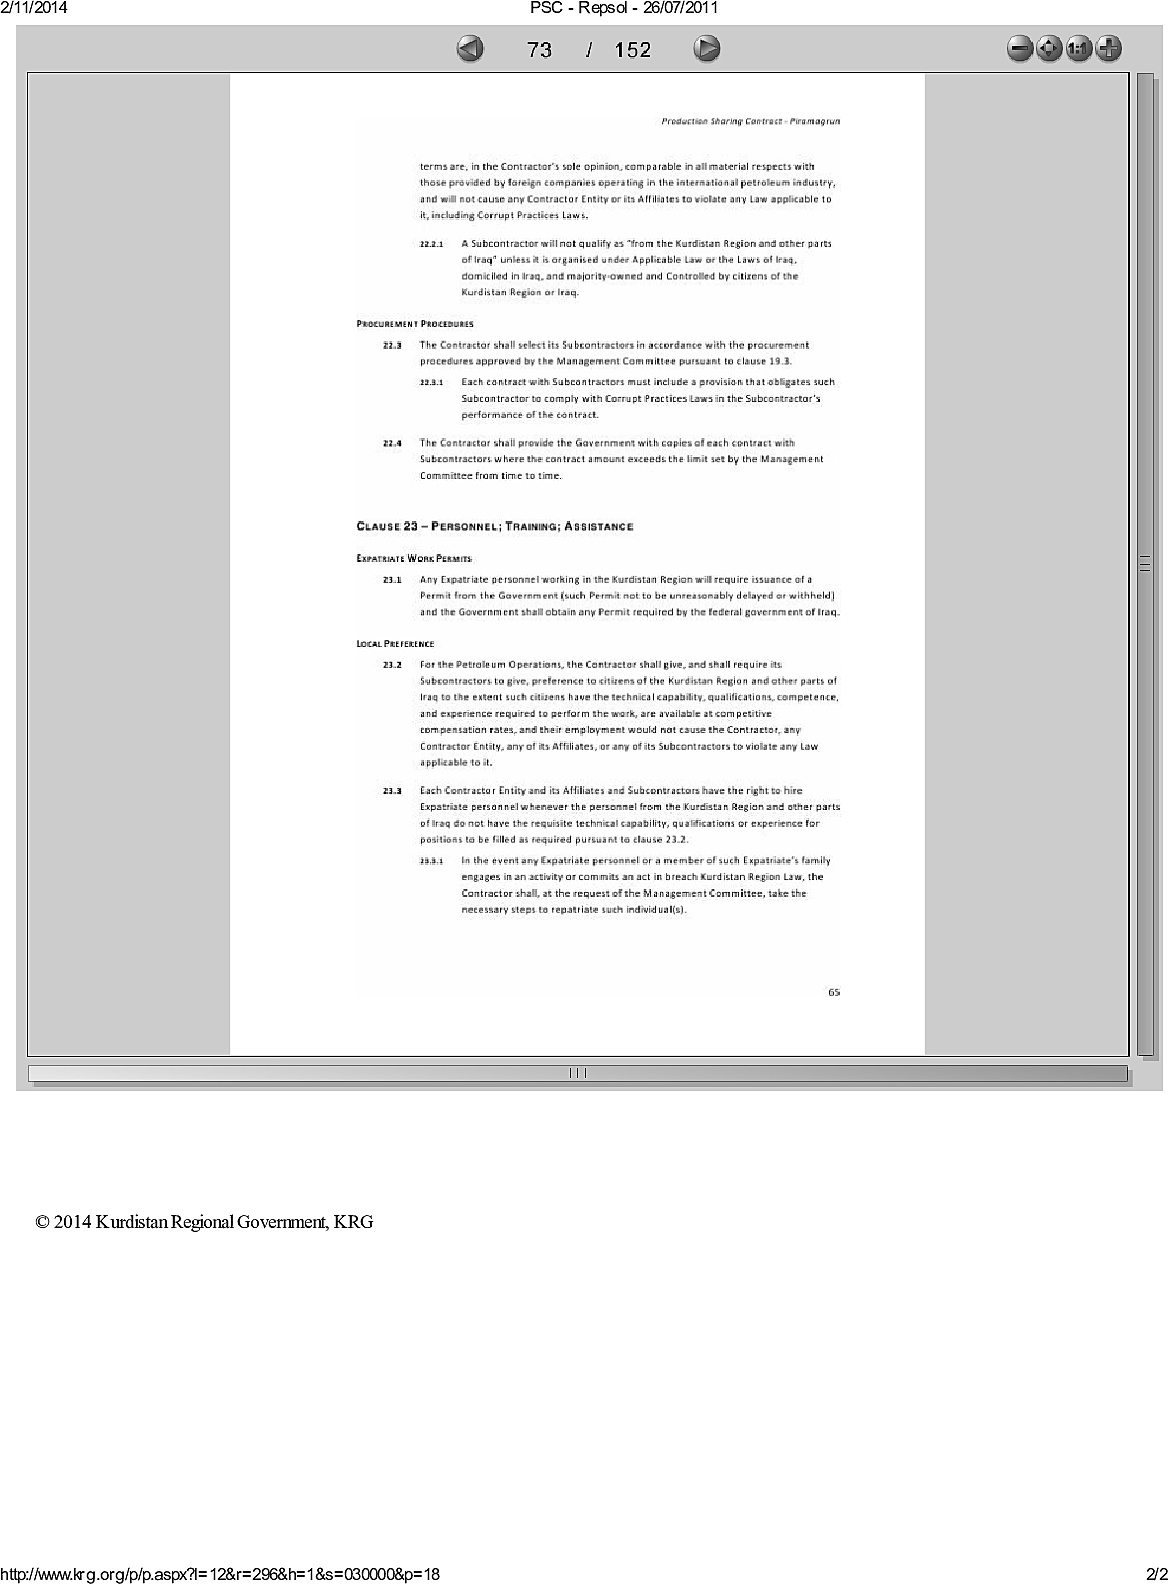 2/11/2014
PSC - Repsol - 26/07/2011
73 / 152
1:1
Production Sharing Contract - Piramagrun
terms are, in the Contractor's sole opinion, comparable in all material respects with
those provided by foreign companies operating in the international petroleum industry,
and will not cause any Contractor Entity or its Affiliates to violate any Law applicable to
it, including Corrupt Practices Laws.
22.2.1 A Subcontractor will not qualify as "from the Kurdistan Region and other parts
of Iraq" unless it is organised under Applicable Law or the Laws of Iraq,
domiciled in Iraq, and majority-owned and Controlled by citizens of the
Kurdistan Region or Iraq.
PROCUREMENT PROCEDURES
22.3 The Contractor shall select its Subcontractors in accordance with the procurement
procedures approved by the Management Committee pursuant to clause 19.3.
22.3.1 Each contract with Subcontractors must include a provision that obligates such
Subcontractor to comply with Corrupt Practices Laws in the Subcontractor's
performance of the contract.
22.4 The Contractor shall provide the Government with copies of each contract with
Subcontractors where the contract amount exceeds the limit set by the Management
Committee from time to time.
CLAUSE 23 – PERSONNEL; TRAINING; ASSISTANCE
EXPATRIATE WORK PERMITS
23.1 Any Expatriate personnel working in the Kurdistan Region will require issuance of a
Permit from the Government (such Permit not to be unreasonably delayed or withheld)
and the Government shall obtain any Permit required by the federal government of Iraq.
LOCAL PREFERENCE
23.2 For the Petroleum Operations, the Contractor shall give, and shall require its
Subcontractors to give, preference to citizens of the Kurdistan Region and other parts of
Iraq to the extent such citizens have the technical capability, qualifications, competence,
and experience required to perform the work, are available at competitive
compensation rates, and their employment would not cause the Contractor, any
Contractor Entity, any of its Affiliates, or any of its Subcontractors to violate any Law
applicable to it.
23.3 Each Contractor Entity and its Affiliates and Subcontractors have the right to hire
Expatriate personnel whenever the personnel from the Kurdistan Region and other parts
of Iraq do not have the requisite technical capability, qualifications or experience for
positions to be filled as required pursuant to clause 23.2.
23.3.1 In the event any Expatriate personnel or a member of such Expatriate's family
engages in an activity or commits an act in breach Kurdistan Region Law, the
Contractor shall, at the request of the Management Committee, take the
necessary steps to repatriate such individual(s).
65
© 2014 Kurdistan Regional Government, KRG
http://www.krg.org/p/p.aspx?l=12&r=296&h=1&s=030000&p=18
2/2